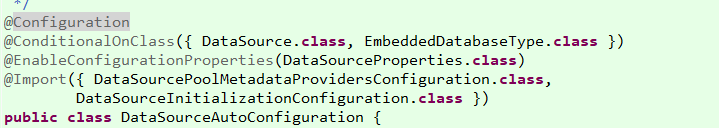 */
@Configuration
@ConditionalOnClass({ DataSource.class, EmbeddedDatabaseType.class })
@EnableConfigurationProperties(DataSourceProperties.class)
@Import({ DataSourcePoolMetadataProvidersConfiguration.class,
DataSourceInitializationConfiguration.class })
public class DataSourceAutoConfiguration {